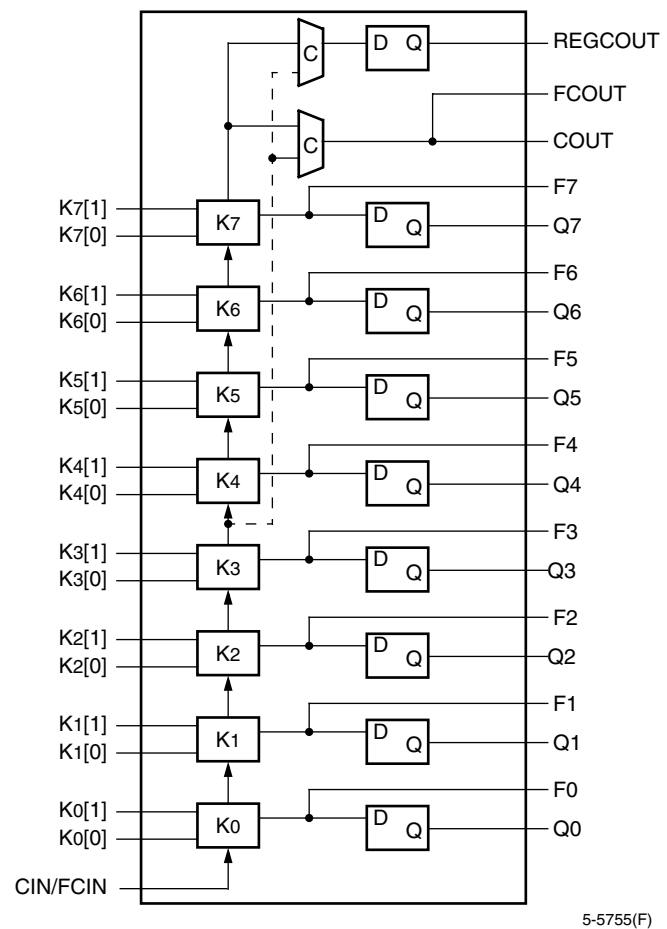 REGCOUT
D Q
C
FCOUT
COUT
C
F7
K7[1]
K7[0]
K7
D
Q
Q7
F6
K6[1]
K6[0]
K6
D
Q
Q6
F5
K5[1]
K5[0]
K5
D
Q
Q5
F4
K4[1]
K4[0]
K4
D
Q
Q4
F3
K3[1]
K3[0]
K3
D
Q
Q3
F2
K2[1]
K2[0]
K2
D
Q
Q2
F1
K1[1]
K1[0]
K1
D
Q
Q1
F0
K0[1]
K0[0]
K0
D
Q
Q0
CIN/FCIN
5-5755(F)